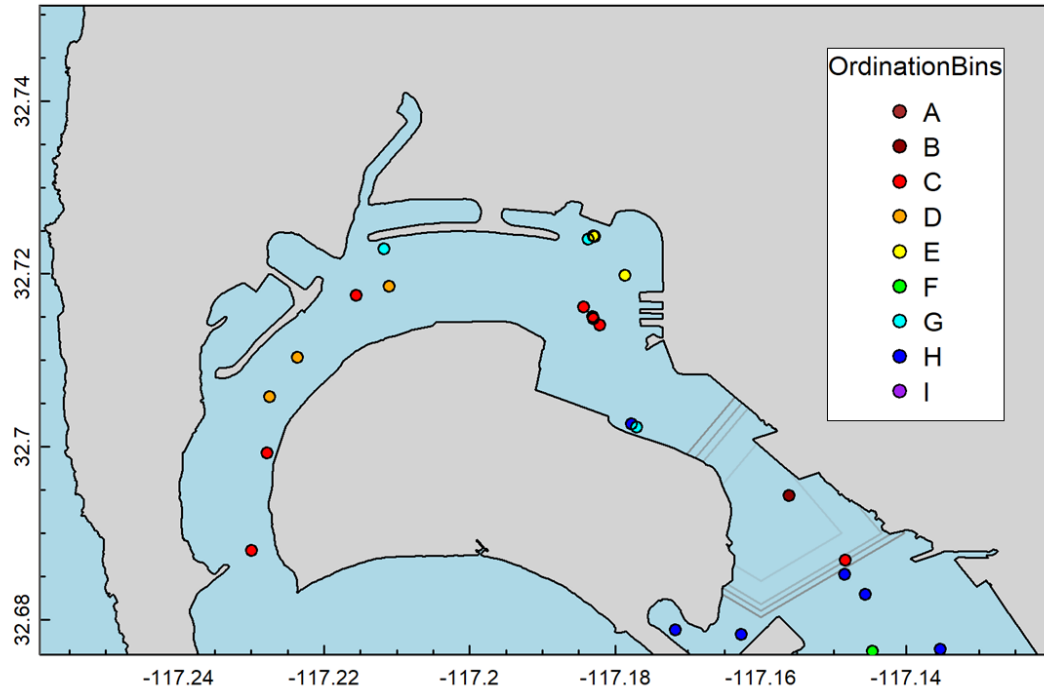 OrdinationBins
A
B
C
D
E
F
G
H
I
32.74
32.72
32.7
32.68
-117.24
-117.22
-117.2
-117.18
-117.16
-117.14